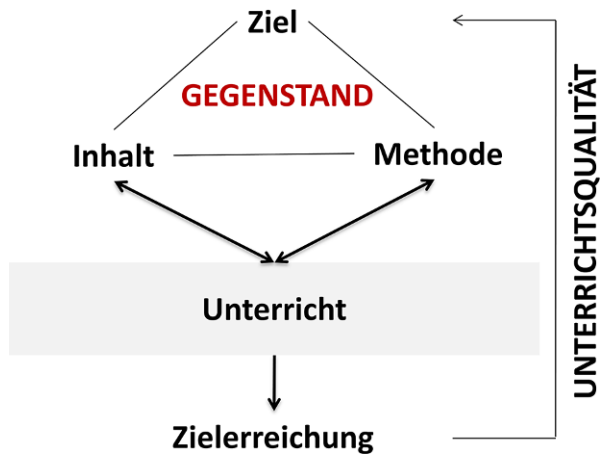 Ziel
GEGENSTAND
Inhalt
Methode
Unterricht
Zielerreichung
UNTERRICHTSQUALITÄT